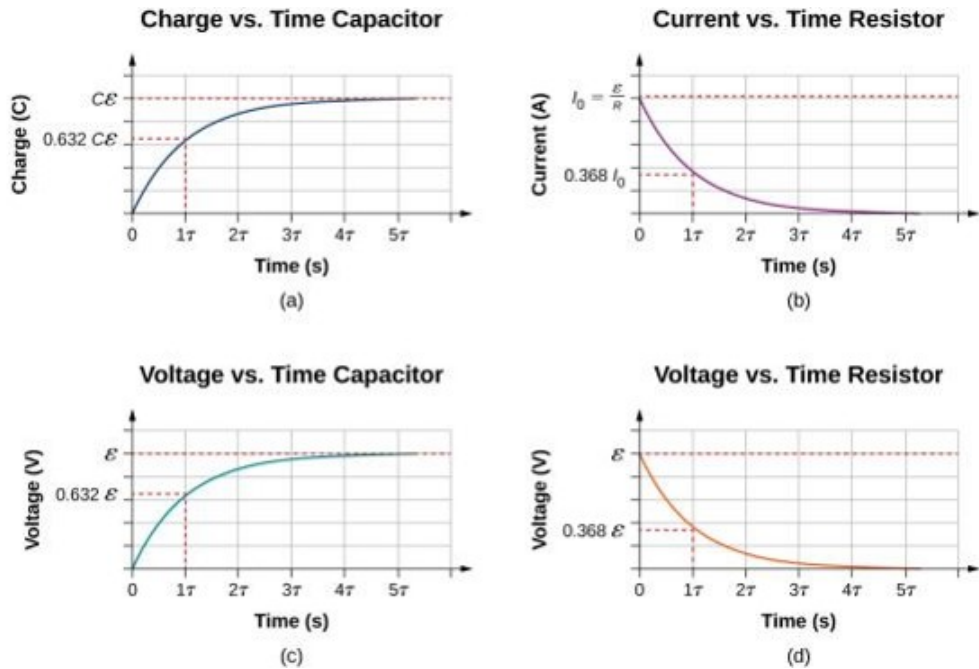 Charge vs. Time Capacitor
Charge (C)
Cℰ
0.632 Cℰ
0 1τ 2τ 3τ 4τ 5τ
Time (s)
(a)
Current vs. Time Resistor
Current (A)
I₀ = ℰ/R
0.368 I₀
0 1τ 2τ 3τ 4τ 5τ
Time (s)
(b)
Voltage vs. Time Capacitor
Voltage (V)
ℰ
0.632 ℰ
0 1τ 2τ 3τ 4τ 5τ
Time (s)
(c)
Voltage vs. Time Resistor
Voltage (V)
ℰ
0.368 ℰ
0 1τ 2τ 3τ 4τ 5τ
Time (s)
(d)